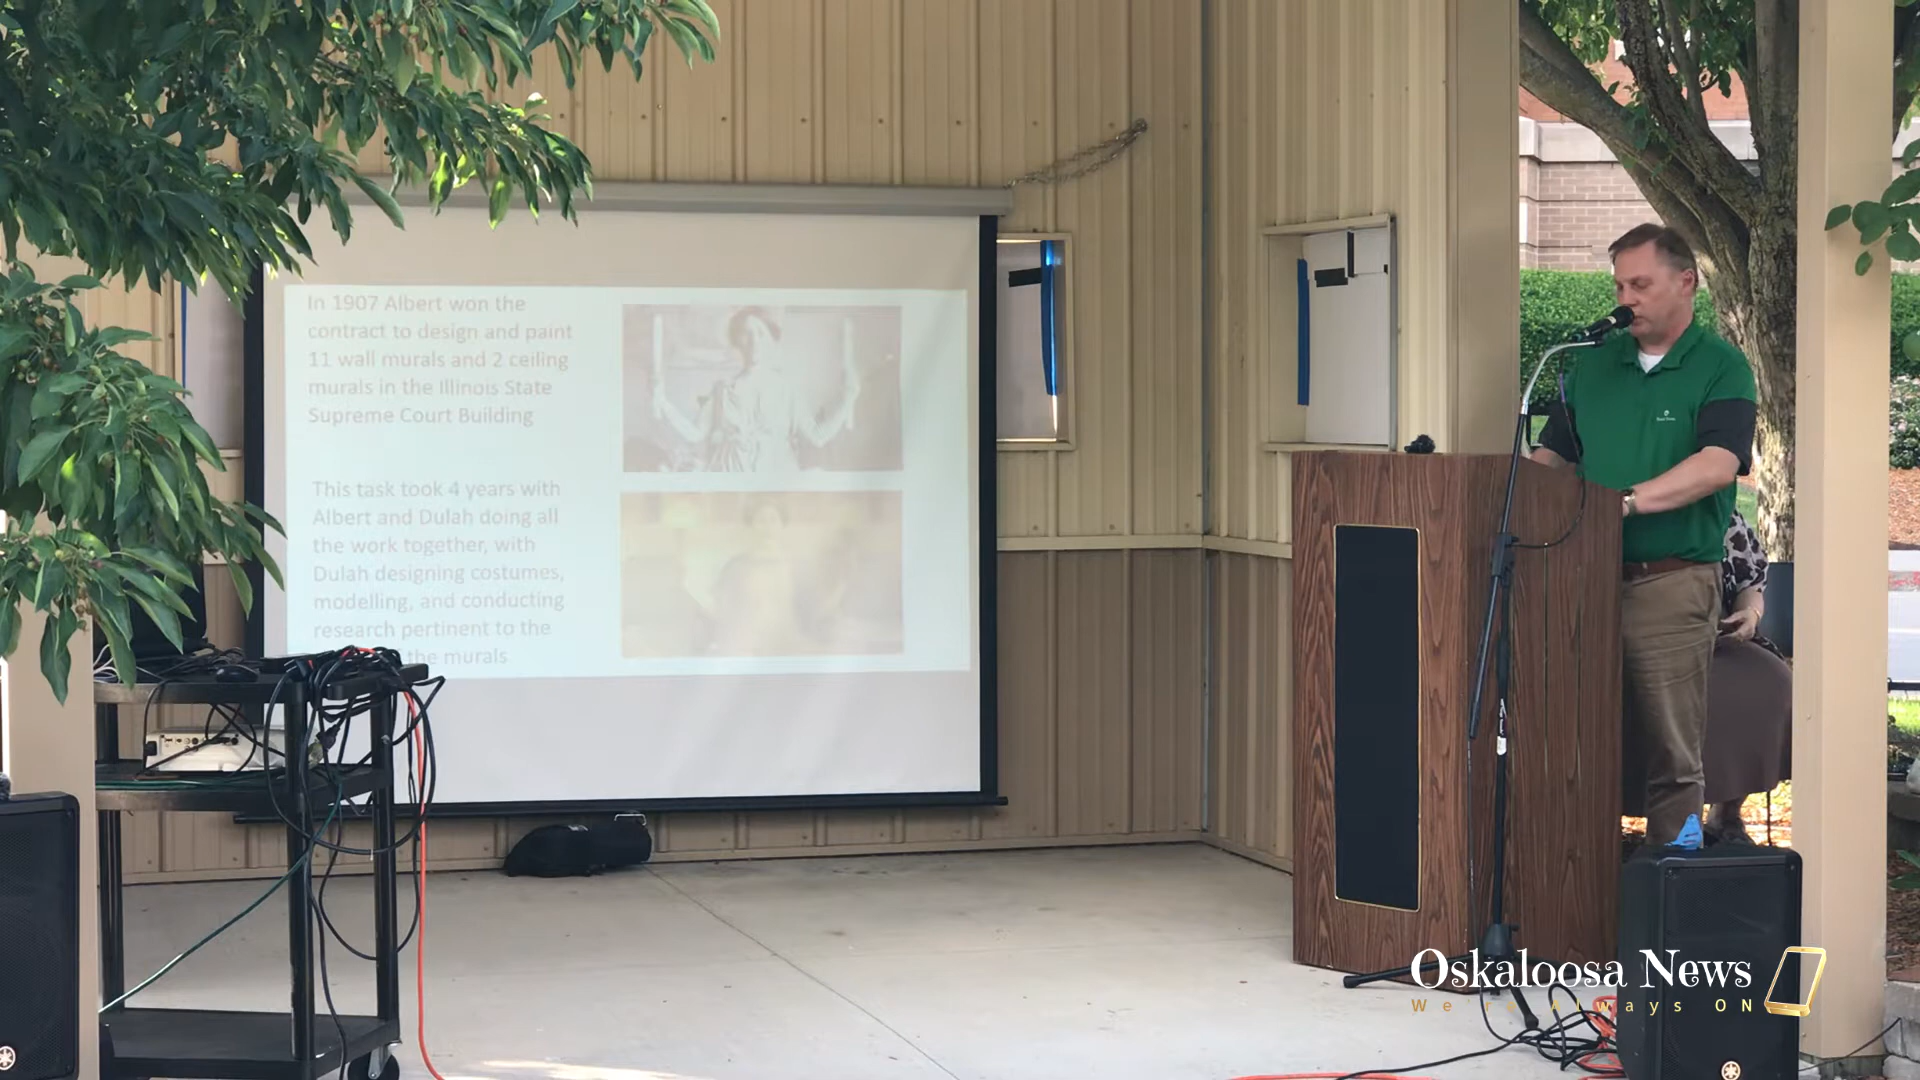 In 1907 Albert won the
contract to design and paint
11 wall murals and 2 ceiling
murals in the Illinois State
Supreme Court Building
This task took 4 years with
Albert and Dulah doing all
the work together, with
Dulah designing costumes,
modelling, and conducting
research pertinent to the
the murals
Oskaloosa News
Always ON